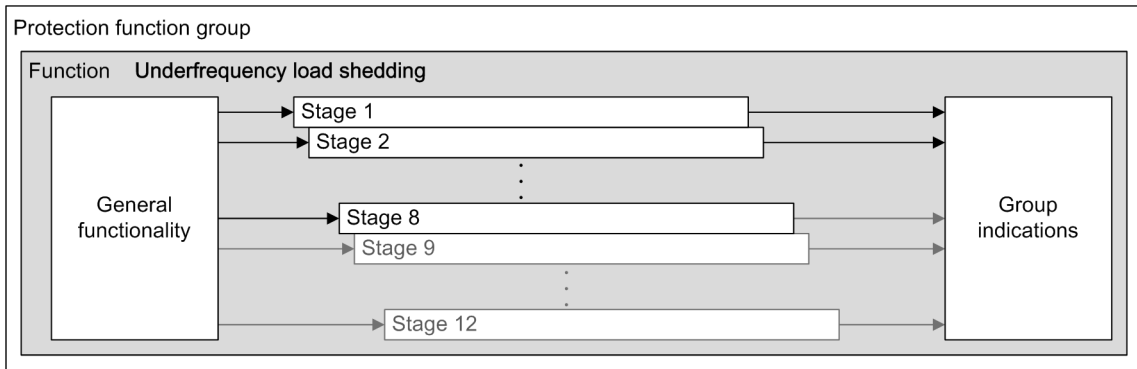 Protection function group
Function Underfrequency load shedding
Stage 1
Stage 2
General
functionality
Stage 8
Stage 9
Stage 12
Group
indications